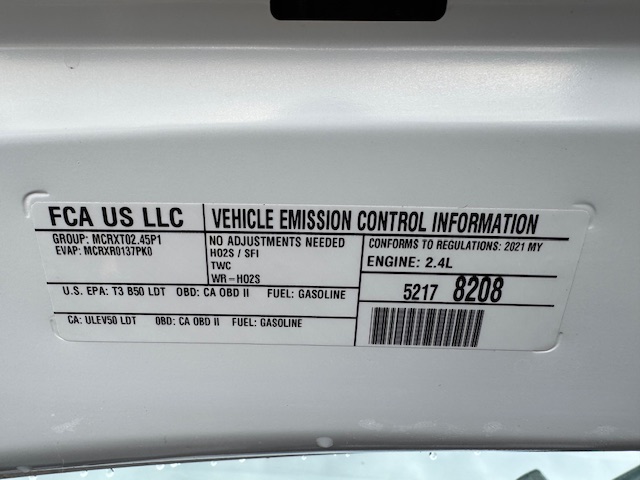 FCA US LLC
VEHICLE EMISSION CONTROL INFORMATION
GROUP: MCRXT02.45P1
EVAP: MCRXR0137PK0
NO ADJUSTMENTS NEEDED
HO2S / SFI
TWC
WR-HO2S
CONFORMS TO REGULATIONS: 2021 MY
ENGINE: 2.4L
U.S. EPA: T3 B50 LDT OBD: CA OBD II FUEL: GASOLINE
5217 8208
CA: ULEV50 LDT OBD: CA OBD II FUEL: GASOLINE